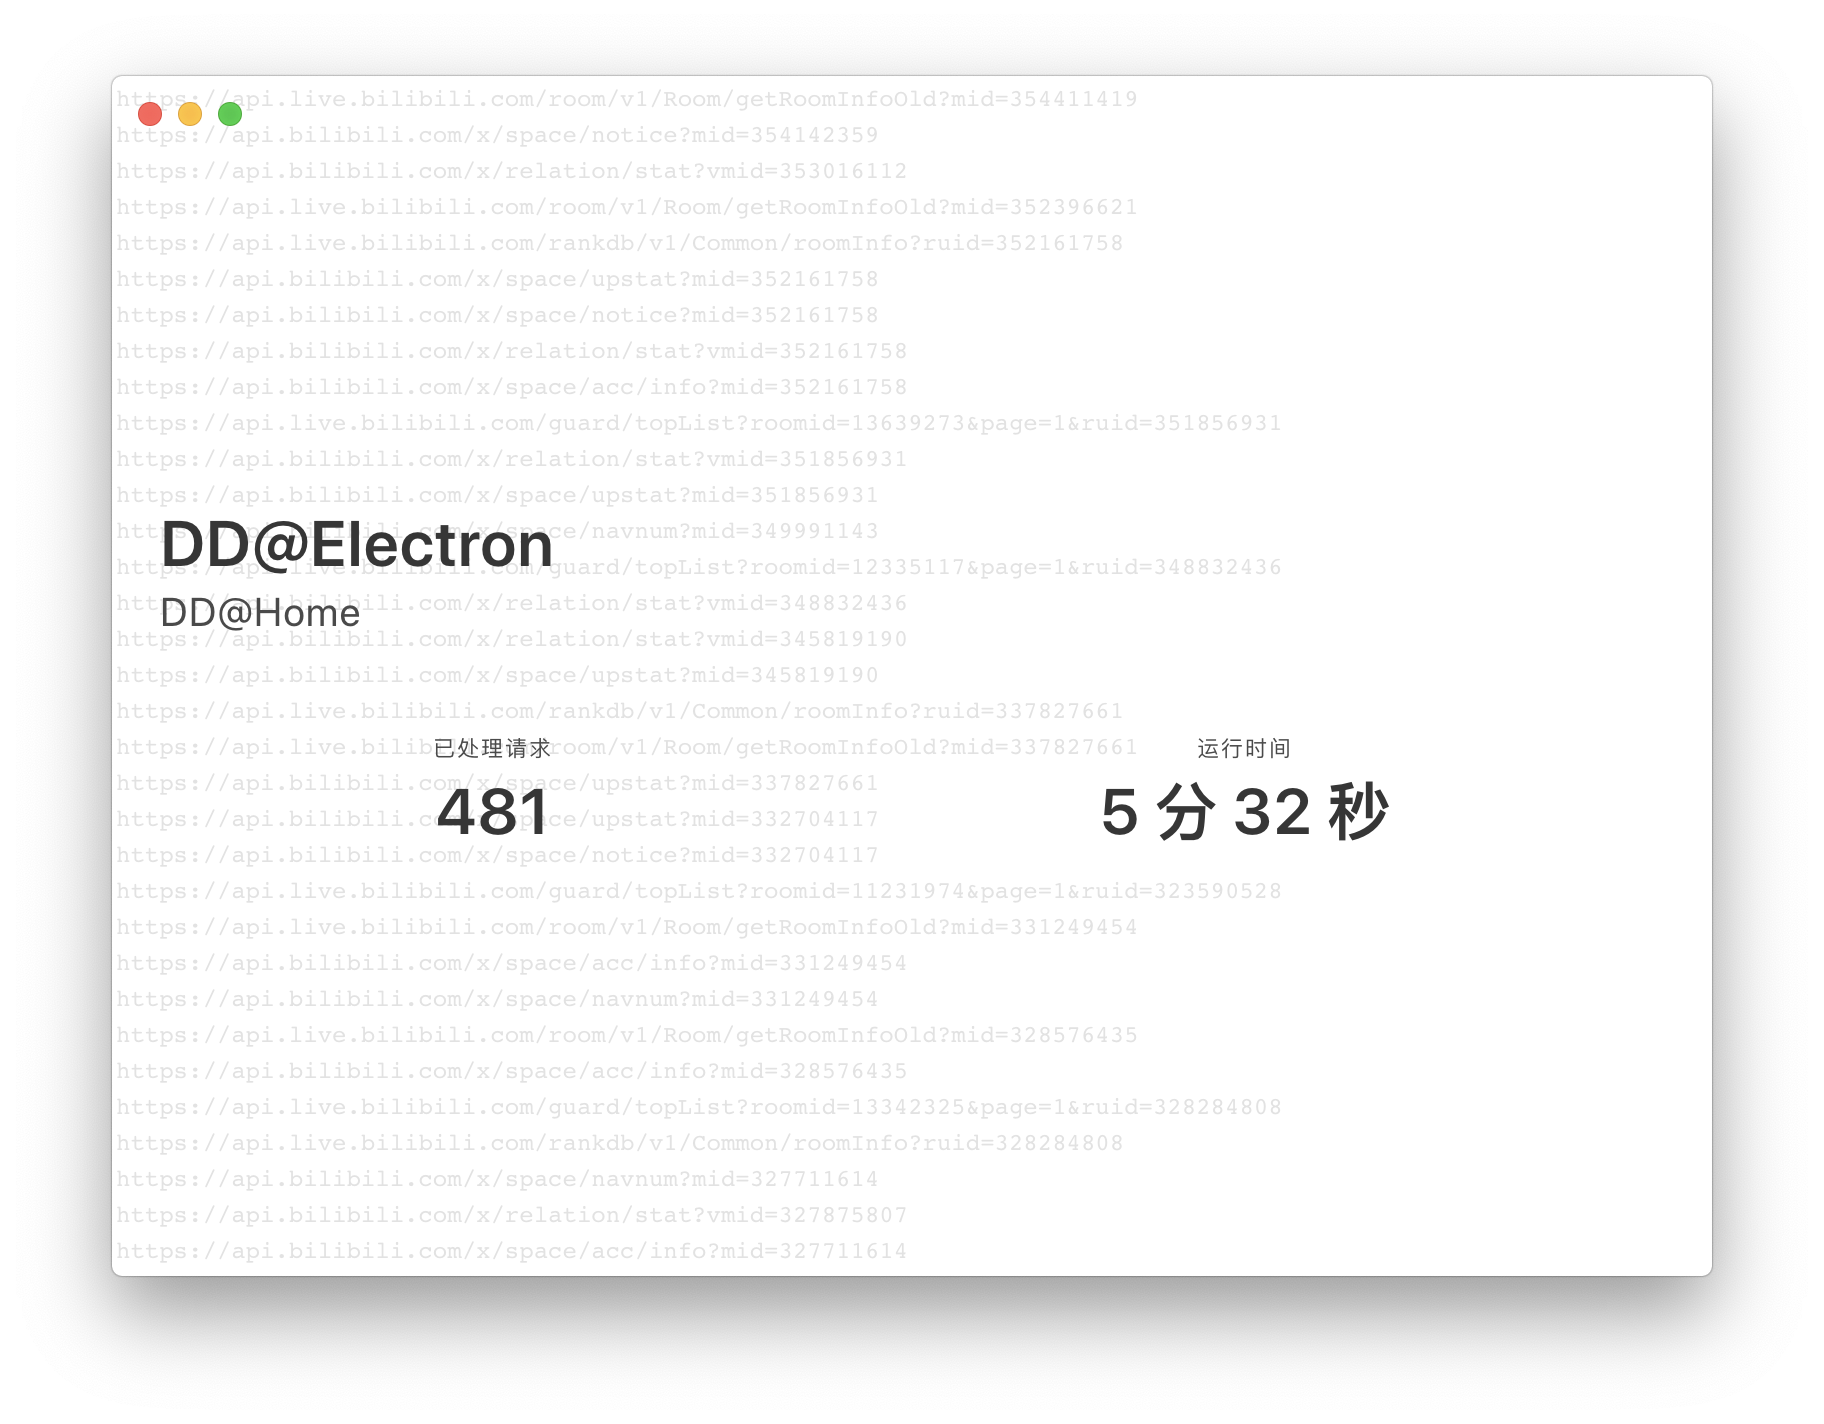 https://api.live.bilibili.com/room/v1/Room/getRoomInfoOld?mid=354411419
https://api.bilibili.com/x/space/notice?mid=354142359
https://api.bilibili.com/x/relation/stat?vmid=353016112
https://api.live.bilibili.com/room/v1/Room/getRoomInfoOld?mid=352396621
https://api.live.bilibili.com/rankdb/v1/Common/roomInfo?ruid=352161758
https://api.bilibili.com/x/space/upstat?mid=352161758
https://api.bilibili.com/x/space/notice?mid=352161758
https://api.bilibili.com/x/relation/stat?vmid=352161758
https://api.bilibili.com/x/space/acc/info?mid=352161758
https://api.live.bilibili.com/guard/topList?roomid=13639273&page=1&ruid=351856931
https://api.bilibili.com/x/relation/stat?vmid=351856931
https://api.bilibili.com/x/space/upstat?mid=351856931
https://api.bilibili.com/x/space/navnum?mid=349991143
DD@Electron
https://api.live.bilibili.com/guard/topList?roomid=12335117&page=1&ruid=348832436
https://api.bilibili.com/x/relation/stat?vmid=348832436
DD@Home
https://api.bilibili.com/x/relation/stat?vmid=345819190
https://api.bilibili.com/x/space/upstat?mid=345819190
https://api.live.bilibili.com/rankdb/v1/Common/roomInfo?ruid=337827661
https://api.live.bilibili.com/room/v1/Room/getRoomInfoOld?mid=337827661
已处理请求
运行时间
https://api.bilibili.com/x/space/upstat?mid=337827661
481
5 分 32 秒
https://api.bilibili.com/x/space/upstat?mid=332704117
https://api.bilibili.com/x/space/notice?mid=332704117
https://api.live.bilibili.com/guard/topList?roomid=11231974&page=1&ruid=323590528
https://api.live.bilibili.com/room/v1/Room/getRoomInfoOld?mid=331249454
https://api.bilibili.com/x/space/acc/info?mid=331249454
https://api.bilibili.com/x/space/navnum?mid=331249454
https://api.live.bilibili.com/room/v1/Room/getRoomInfoOld?mid=328576435
https://api.bilibili.com/x/space/acc/info?mid=328576435
https://api.live.bilibili.com/guard/topList?roomid=13342325&page=1&ruid=328284808
https://api.live.bilibili.com/rankdb/v1/Common/roomInfo?ruid=328284808
https://api.bilibili.com/x/space/navnum?mid=327711614
https://api.bilibili.com/x/relation/stat?vmid=327875807
https://api.bilibili.com/x/space/acc/info?mid=327711614